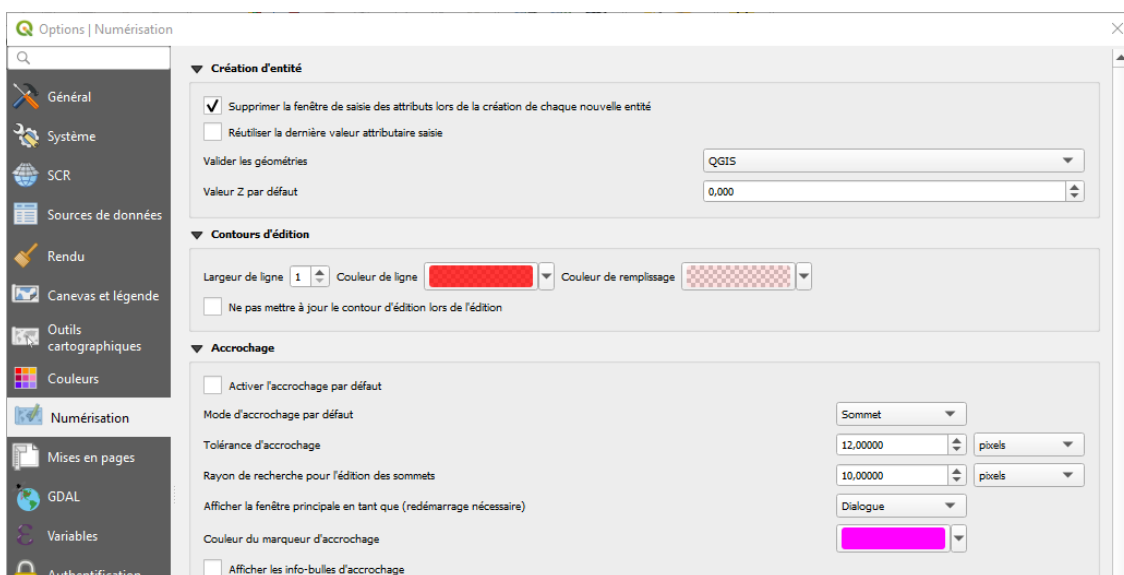 Options | Numérisation
Général
Système
SCR
Sources de données
Rendu
Canevas et légende
Outils
cartographiques
Couleurs
Numérisation
Mises en pages
GDAL
Variables
Authentification
Création d'entité
Supprimer la fenêtre de saisie des attributs lors de la création de chaque nouvelle entité
Réutiliser la dernière valeur attributaire saisie
Valider les géométries QGIS
Valeur Z par défaut 0,000
Contours d'édition
Largeur de ligne 1 Couleur de ligne Couleur de remplissage
Ne pas mettre à jour le contour d'édition lors de l'édition
Accrochage
Activer l'accrochage par défaut
Mode d'accrochage par défaut Sommet
Tolérance d'accrochage 12,00000 pixels
Rayon de recherche pour l'édition des sommets 10,00000 pixels
Afficher la fenêtre principale en tant que (redémarrage nécessaire) Dialogue
Couleur du marqueur d'accrochage
Afficher les info-bulles d'accrochage